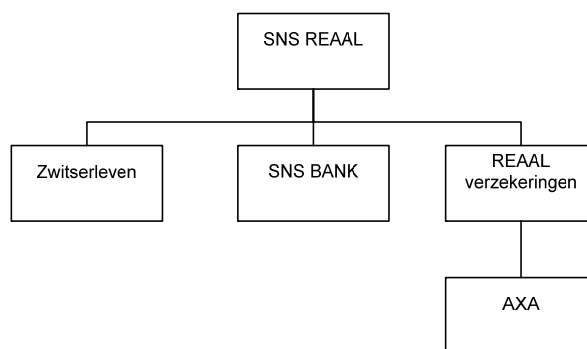 SNS REAAL
Zwitserleven
SNS BANK
REAAL
verzekeringen
AXA